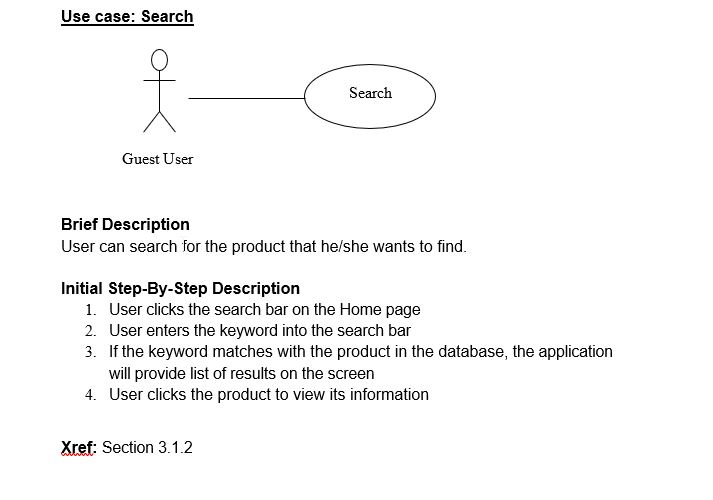 Use case: Search
Search
Guest User
Brief Description
User can search for the product that he/she wants to find.
Initial Step-By-Step Description
1. User clicks the search bar on the Home page
2. User enters the keyword into the search bar
3. If the keyword matches with the product in the database, the application
will provide list of results on the screen
4. User clicks the product to view its information
Xref: Section 3.1.2